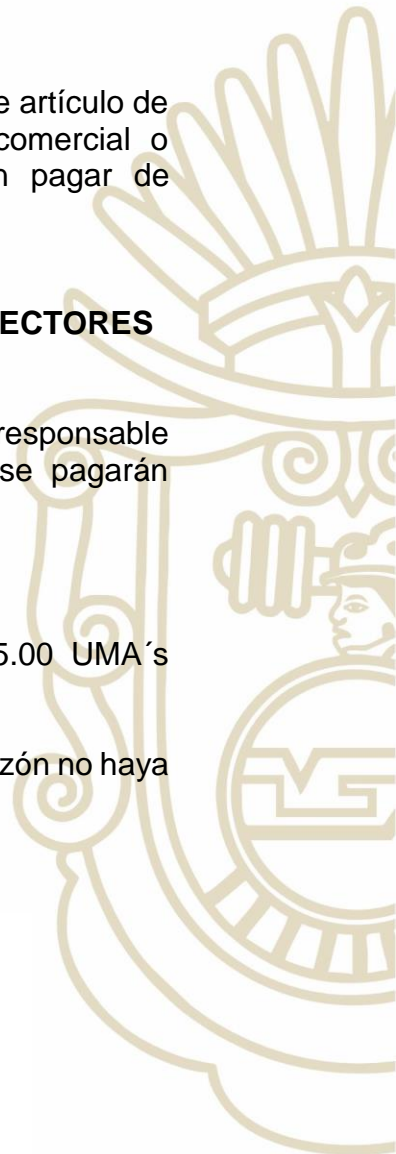 e artículo de
comercial o
pagar de
ECTORES
responsable
se pagarán
5.00 UMA´s
zón no haya